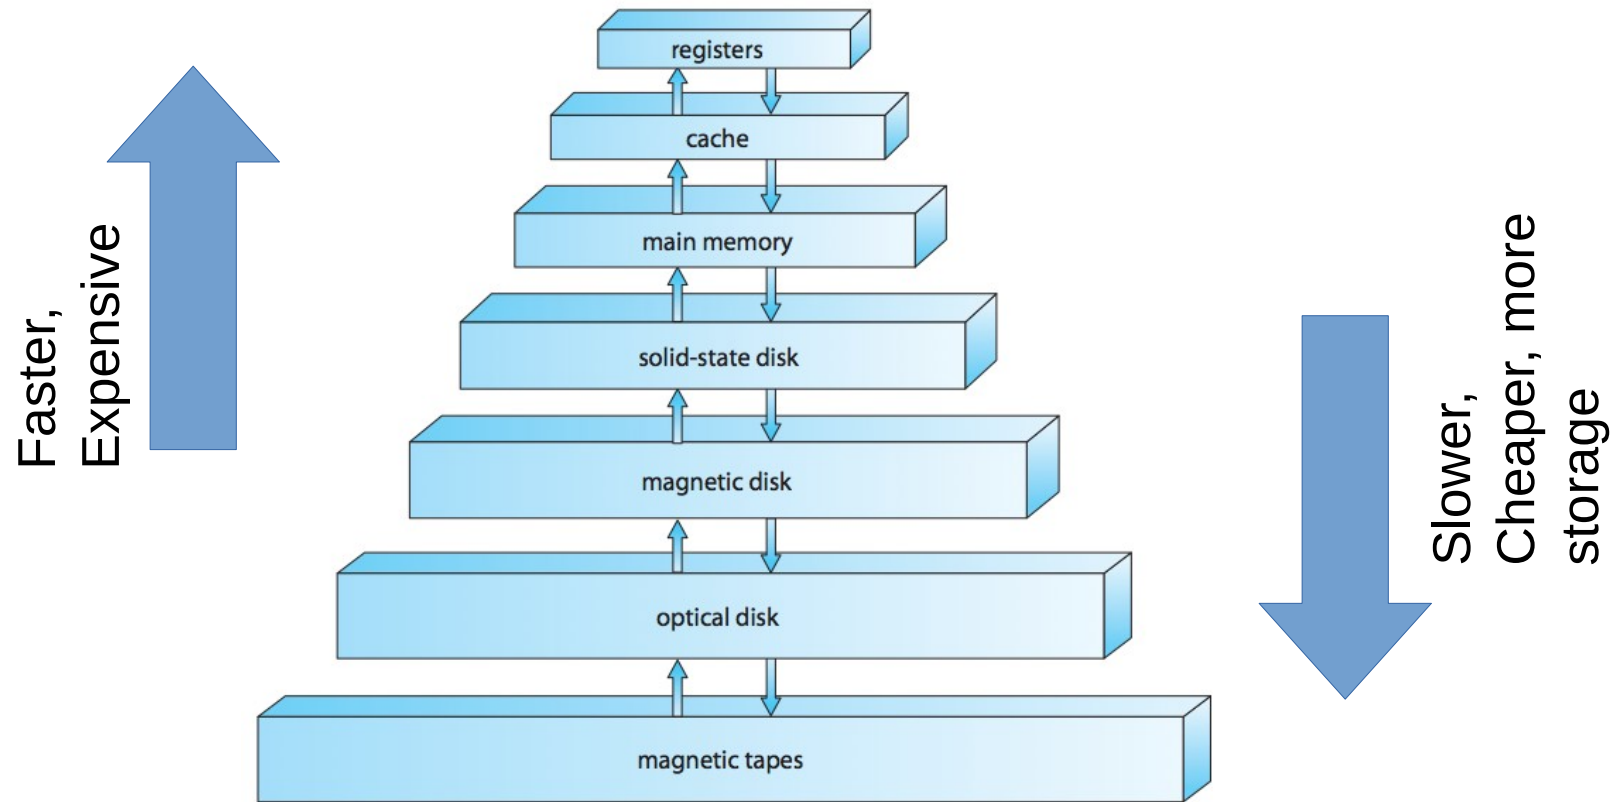 registers
cache
main memory
solid-state disk
magnetic disk
optical disk
magnetic tapes
Faster,
Expensive
Slower,
Cheaper, more
storage